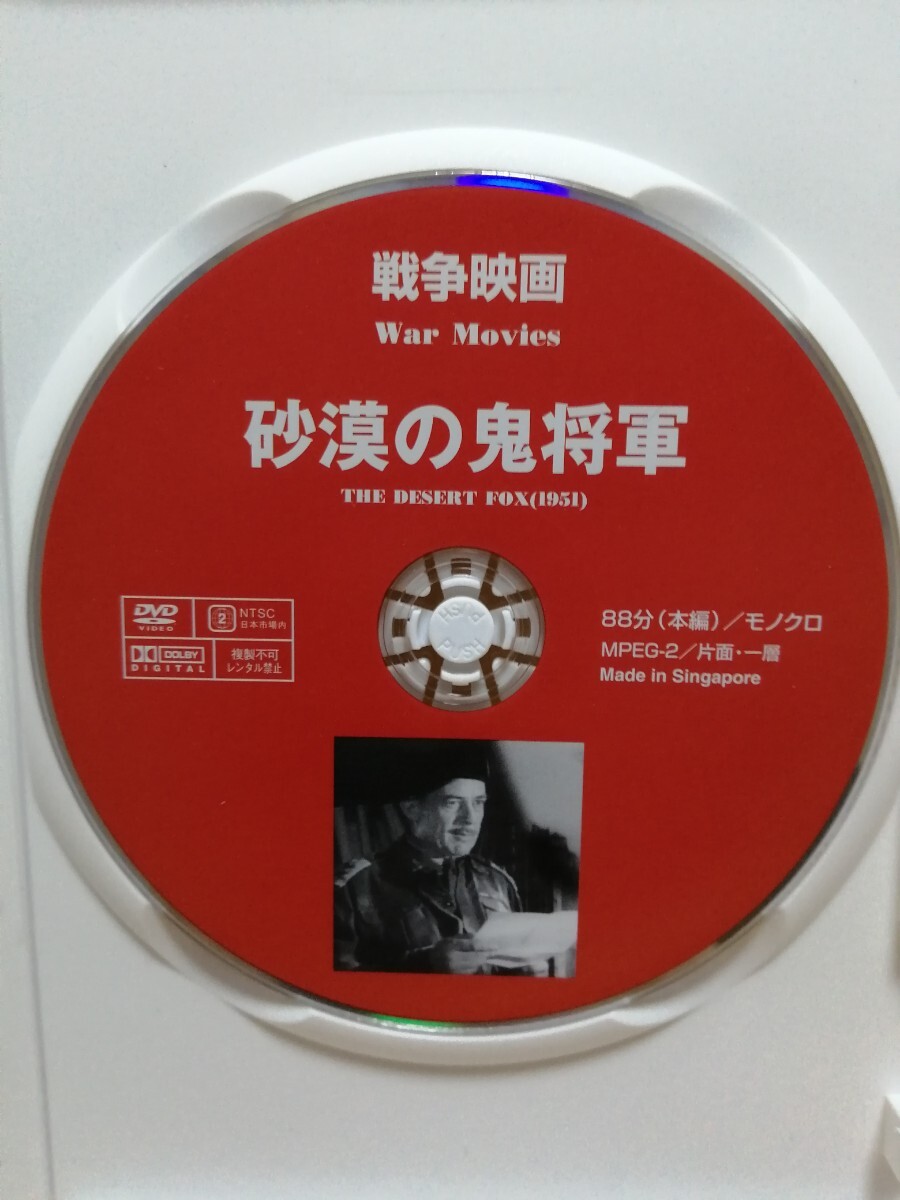 戦争映画
War Movies
砂漠の鬼将軍
THE DESERT FOX(1951)
DVD
VIDEO
2
NTSC
日本市場内
DOLBY
DIGITAL
複製不可
レンタル禁止
PUSH
PUSH
88分(本編)/モノクロ
MPEG-2/片面・一層
Made in Singapore